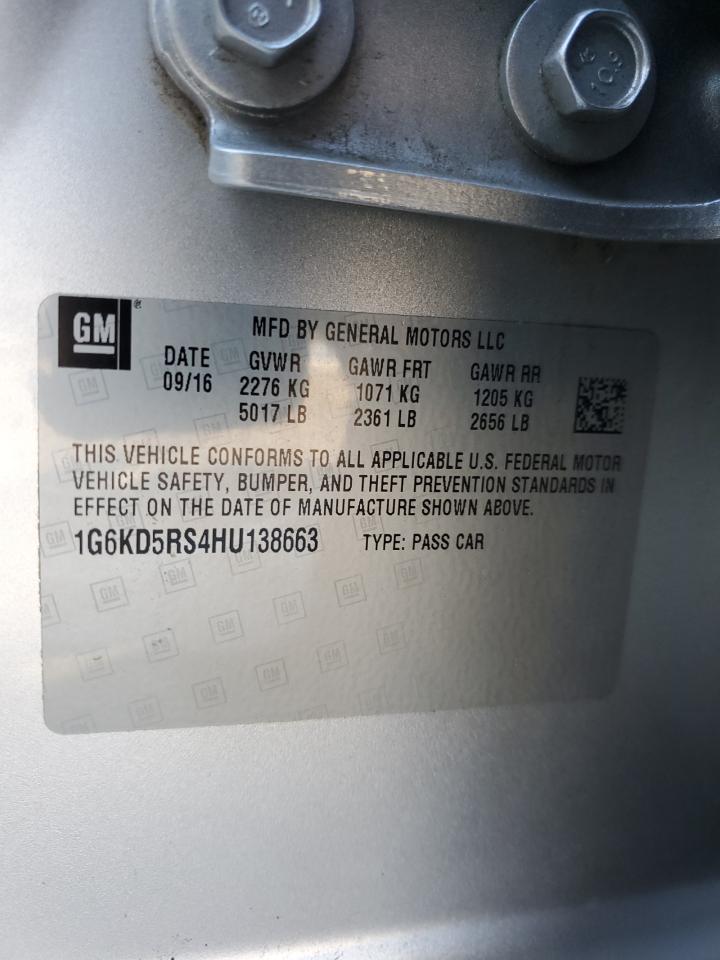 10.9
GM
MFD BY GENERAL MOTORS LLC
DATE GVWR GAWR FRT GAWR RR
09/16 2276 KG 1071 KG 1205 KG
5017 LB 2361 LB 2656 LB
THIS VEHICLE CONFORMS TO ALL APPLICABLE U.S. FEDERAL MOTOR
VEHICLE SAFETY, BUMPER, AND THEFT PREVENTION STANDARDS IN
EFFECT ON THE DATE OF MANUFACTURE SHOWN ABOVE.
1G6KD5RS4HU138663 TYPE: PASS CAR